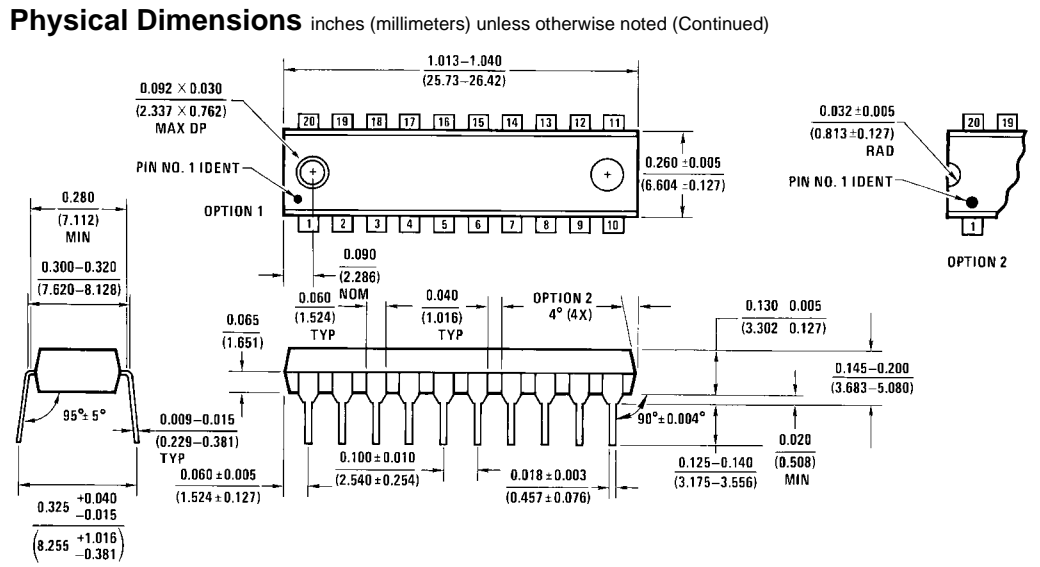 Physical Dimensions inches (millimeters) unless otherwise noted (Continued)
1.013–1.040
(25.73–26.42)
0.092 × 0.030
(2.337 × 0.762)
MAX DP
20 19 18 17 16 15 14 13 12 11
0.032 ±0.005
(0.813±0.127)
RAD
20 19
PIN NO. 1 IDENT
0.260 ±0.005
(6.604 ±0.127)
PIN NO. 1 IDENT
OPTION 1
1 2 3 4 5 6 7 8 9 10
1
OPTION 2
0.280
(7.112)
MIN
0.300–0.320
(7.620–8.128)
0.090
(2.286)
NOM
0.060
(1.524)
TYP
0.040
(1.016)
TYP
OPTION 2
4° (4X)
0.130 0.005
(3.302 0.127)
0.065
(1.651)
0.145–0.200
(3.683–5.080)
95°± 5°
0.009–0.015
(0.229–0.381)
TYP
90°±0.004°
0.020
(0.508)
MIN
0.100 ±0.010
(2.540 ±0.254)
0.018 ±0.003
(0.457 ±0.076)
0.125–0.140
(3.175–3.556)
0.060 ±0.005
(1.524 ±0.127)
0.325 +0.040
−0.015
(8.255 +1.016
−0.381)